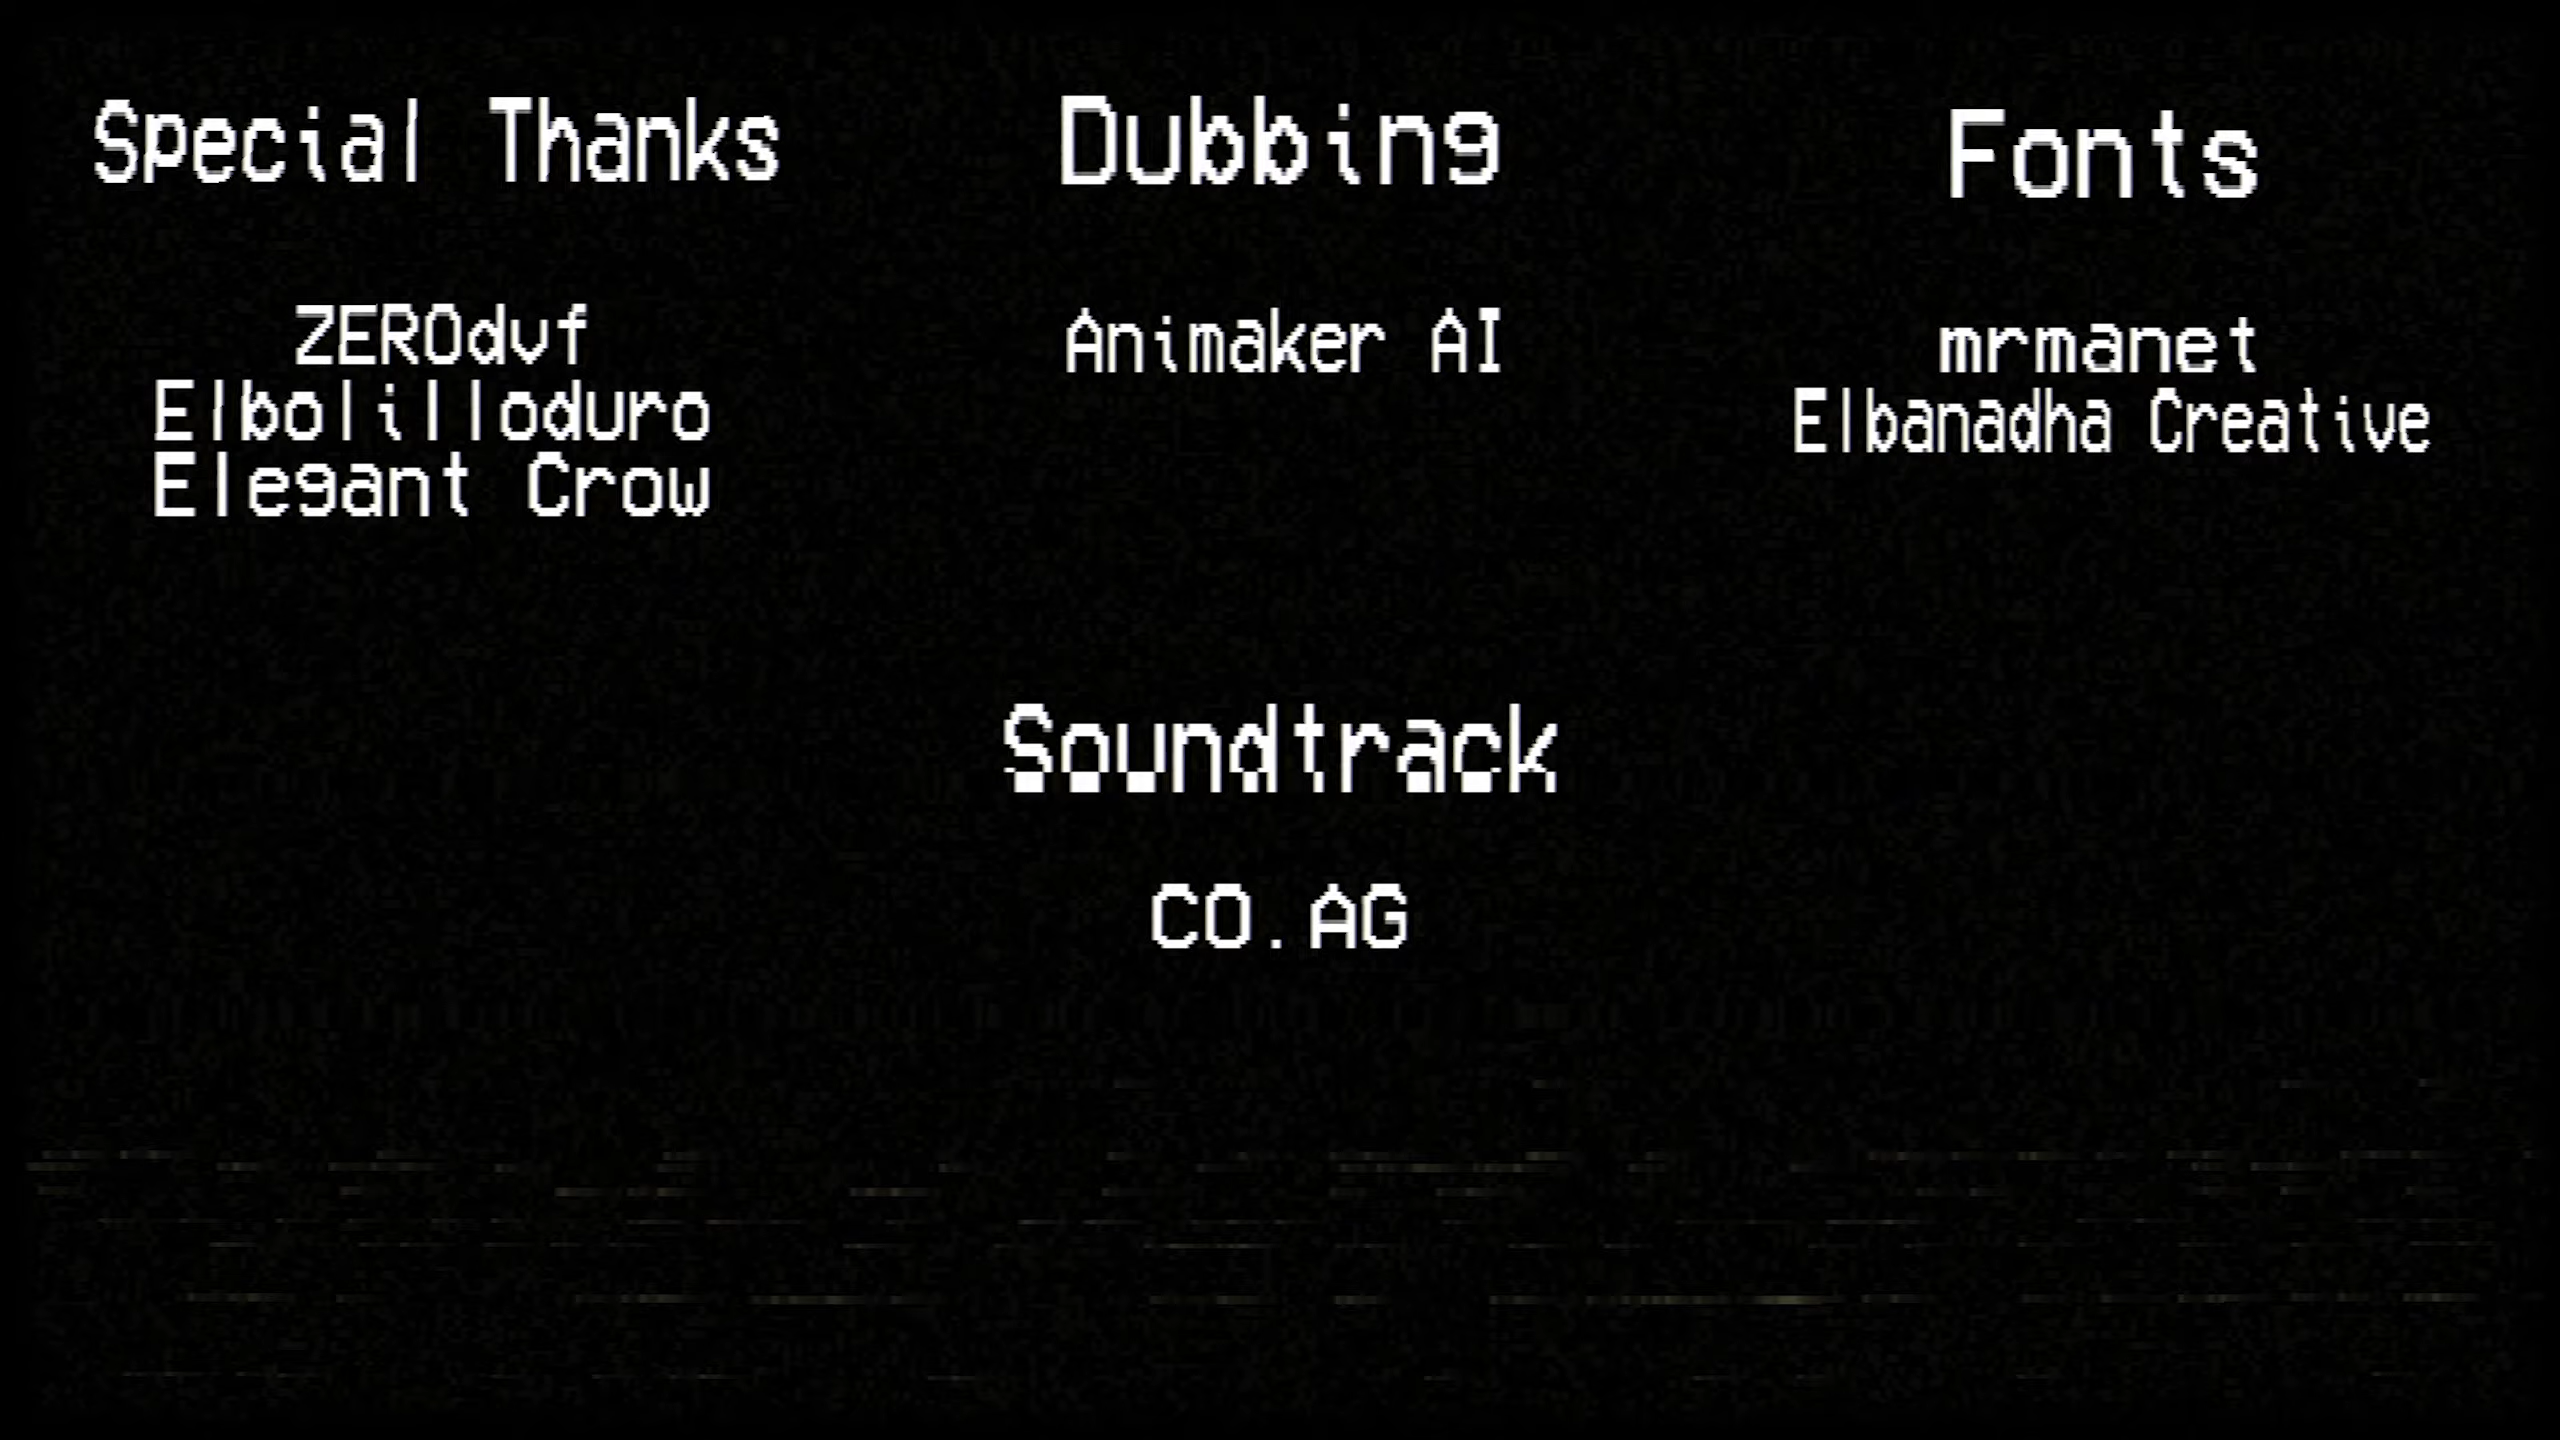 Special Thanks
ZEROdvf
Elbolilloduro
Elegant Crow
Dubbing
Animaker AI
Fonts
mrmanet
Elbanadha Creative
Soundtrack
CO.AG